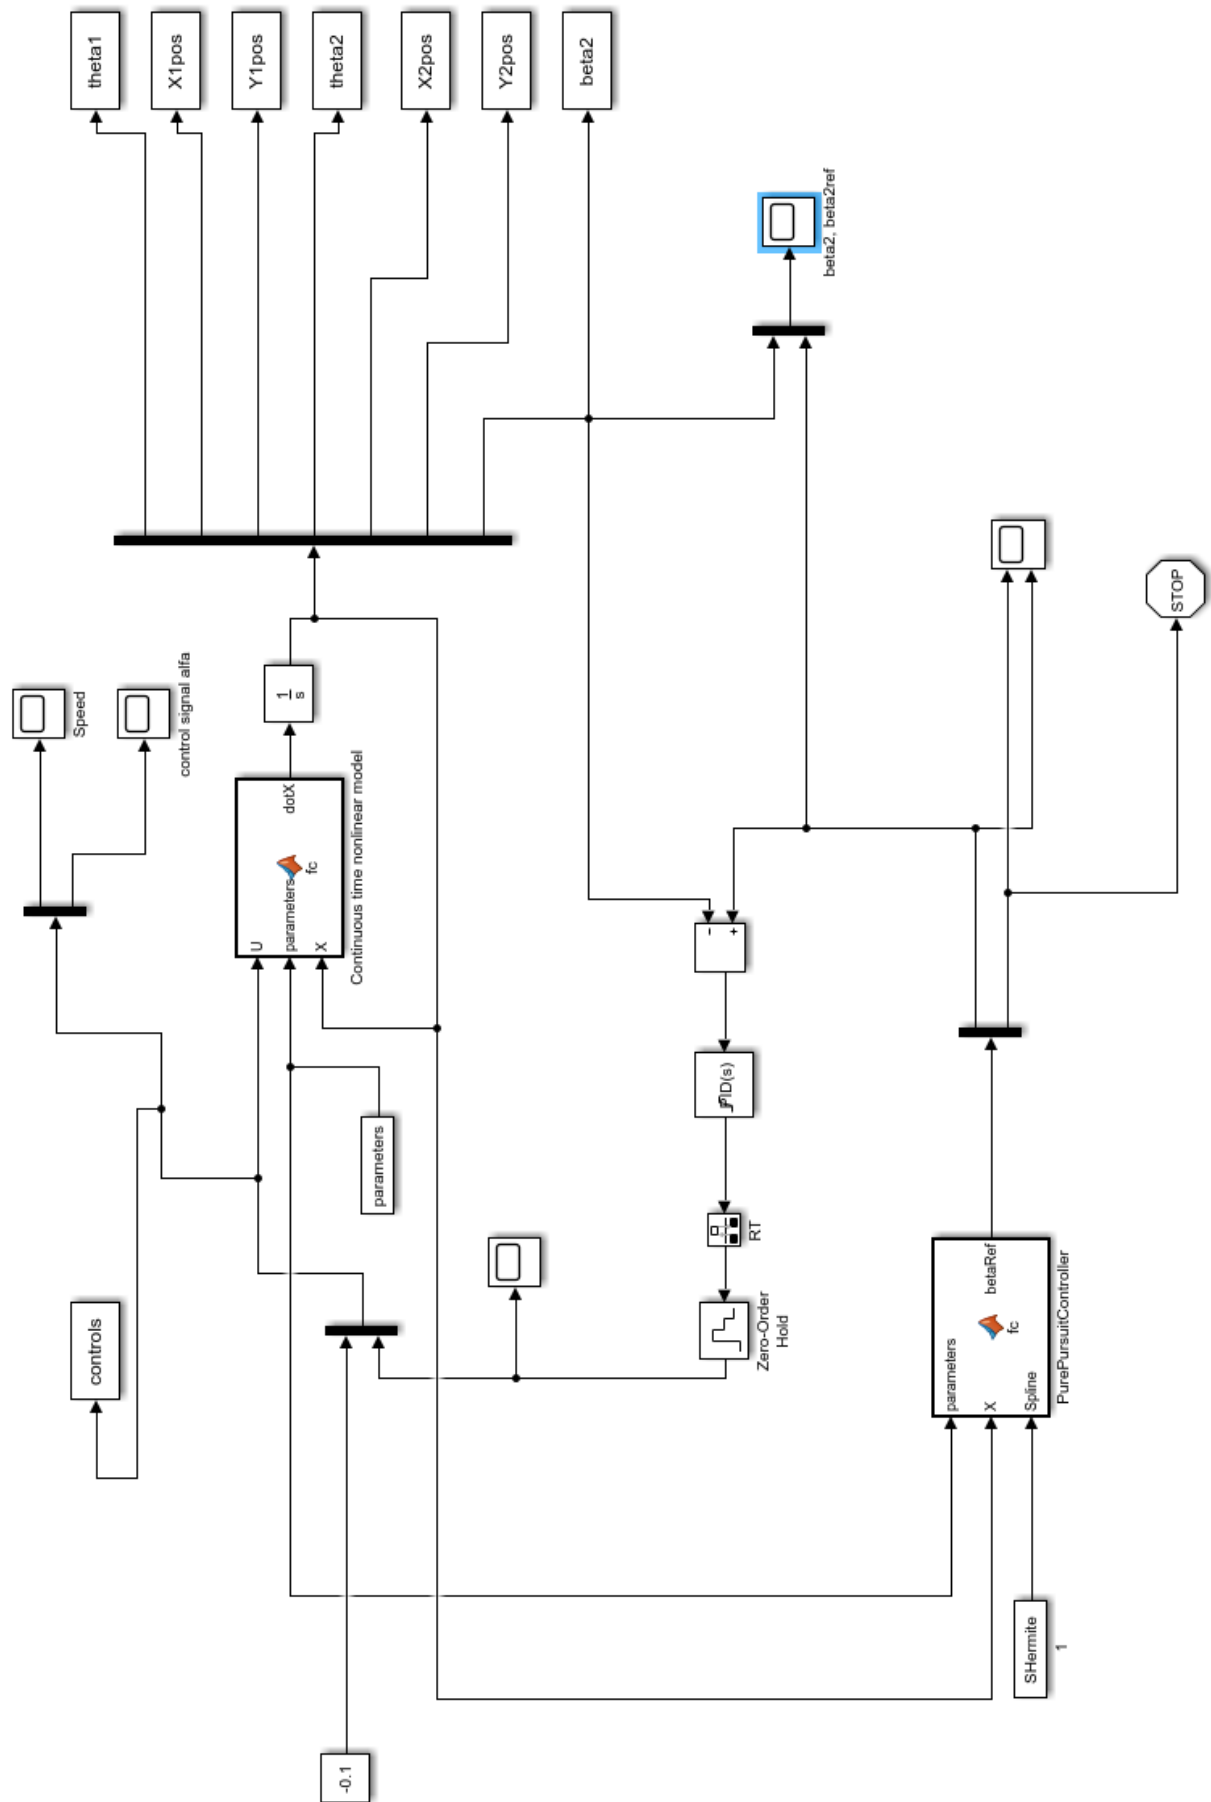 theta1
X1pos
Y1pos
theta2
X2pos
Y2pos
beta2
beta2, beta2ref
Speed
control signal alfa
1
s
U
parameters
X
dotX
fc
Continuous time nonlinear model
-
+
PID(s)
parameters
RT
Zero-Order
Hold
controls
STOP
parameters
X
Spline
betaRef
fc
PurePursuitController
SHermite
1
-0.1